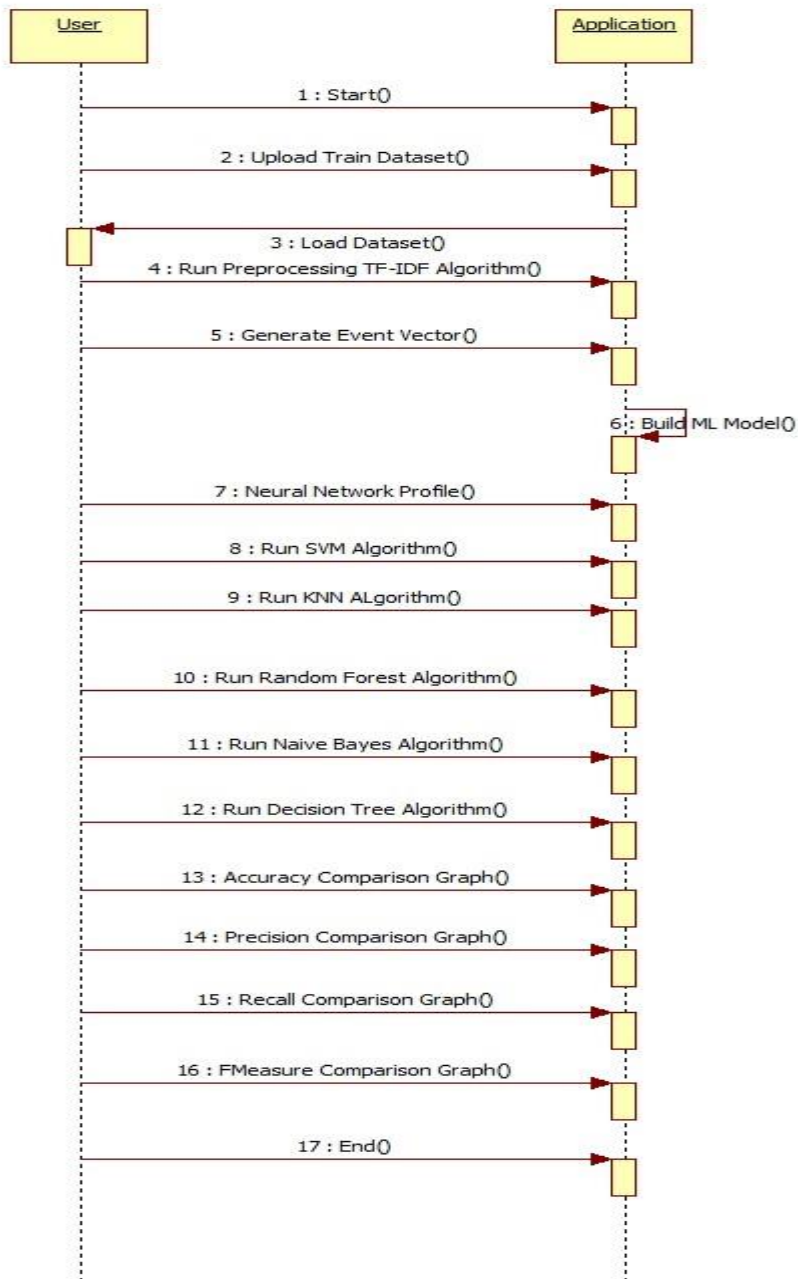 User
Application
1 : Start()
2 : Upload Train Dataset()
3 : Load Dataset()
4 : Run Preprocessing TF-IDF Algorithm()
5 : Generate Event Vector()
6 : Build ML Model()
7 : Neural Network Profile()
8 : Run SVM Algorithm()
9 : Run KNN ALgorithm()
10 : Run Random Forest Algorithm()
11 : Run Naive Bayes Algorithm()
12 : Run Decision Tree Algorithm()
13 : Accuracy Comparison Graph()
14 : Precision Comparison Graph()
15 : Recall Comparison Graph()
16 : FMeasure Comparison Graph()
17 : End()